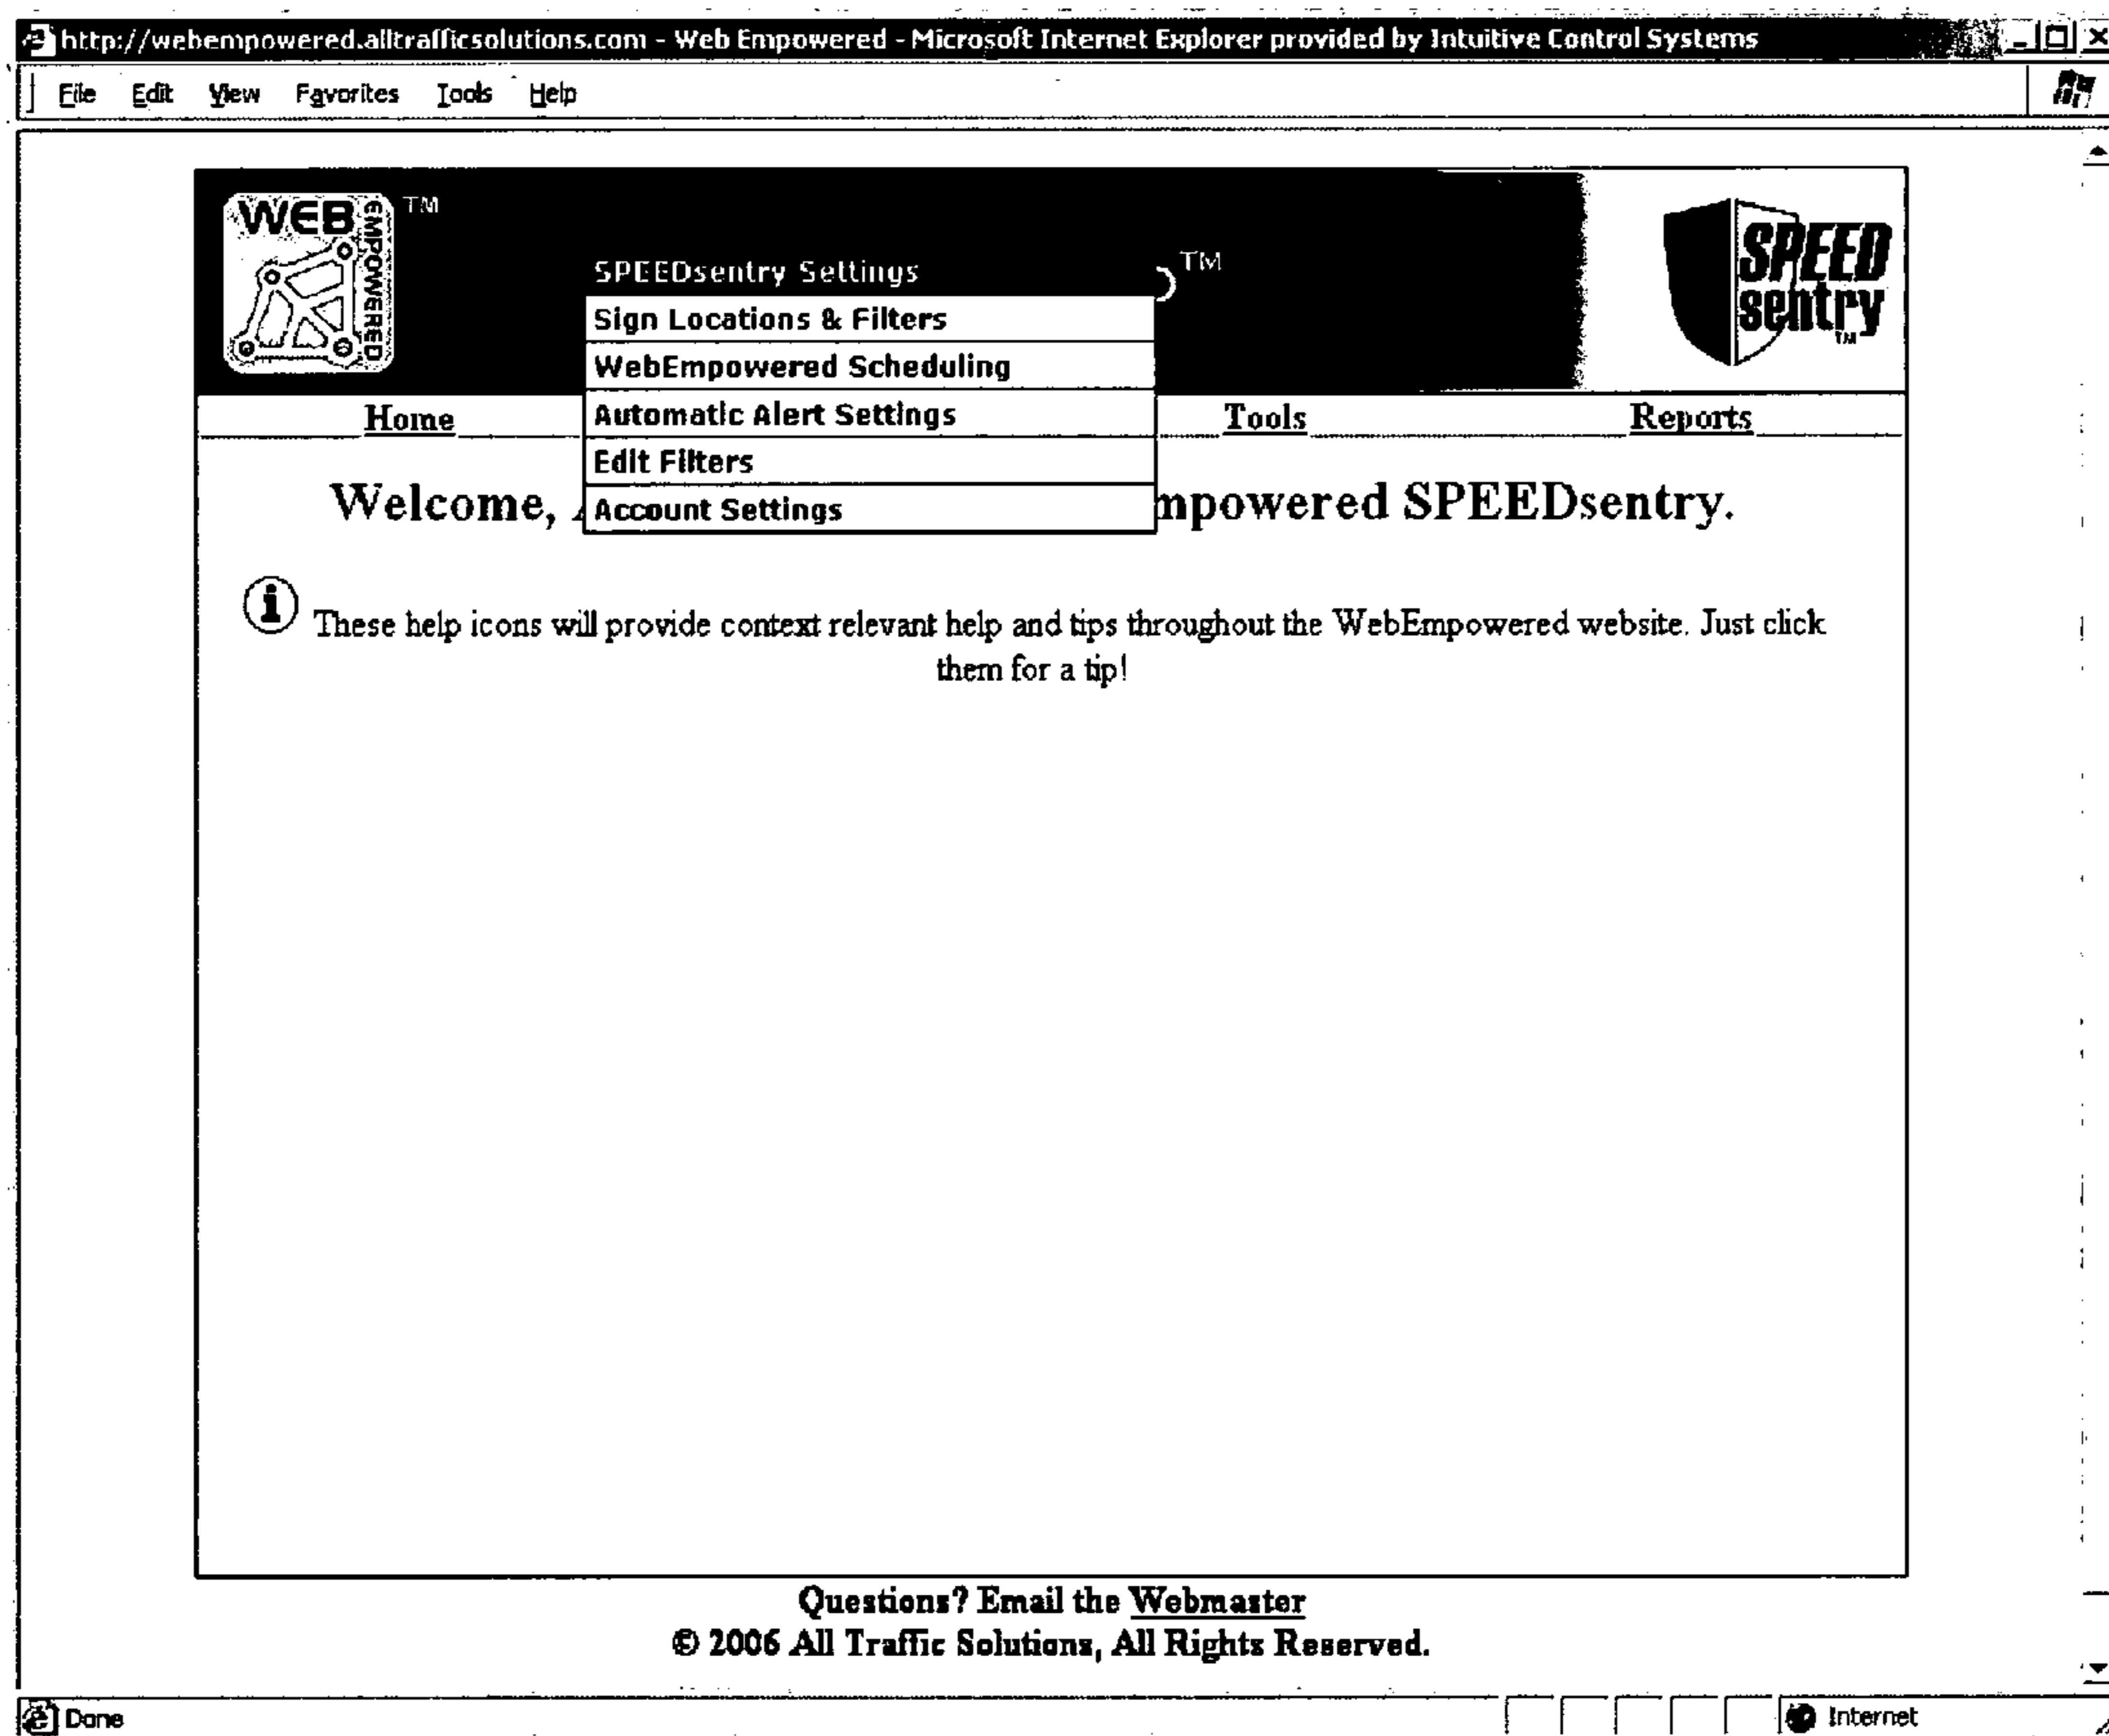 http://webempowered.alltrafficsolutions.com - Web Empowered - Microsoft Internet Explorer provided by Intuitive Control Systems
File Edit View Favorites Tools Help
WEB EMPOWERED TM
SPEED sentry TM
TM
SPEEDsentry Settings
Sign Locations & Filters
WebEmpowered Scheduling
Automatic Alert Settings
Edit Filters
Account Settings
Home Tools Reports
Welcome, mpowered SPEEDsentry.
i These help icons will provide context relevant help and tips throughout the WebEmpowered website. Just click
them for a tip!
Questions? Email the Webmaster
© 2006 All Traffic Solutions, All Rights Reserved.
Done Internet